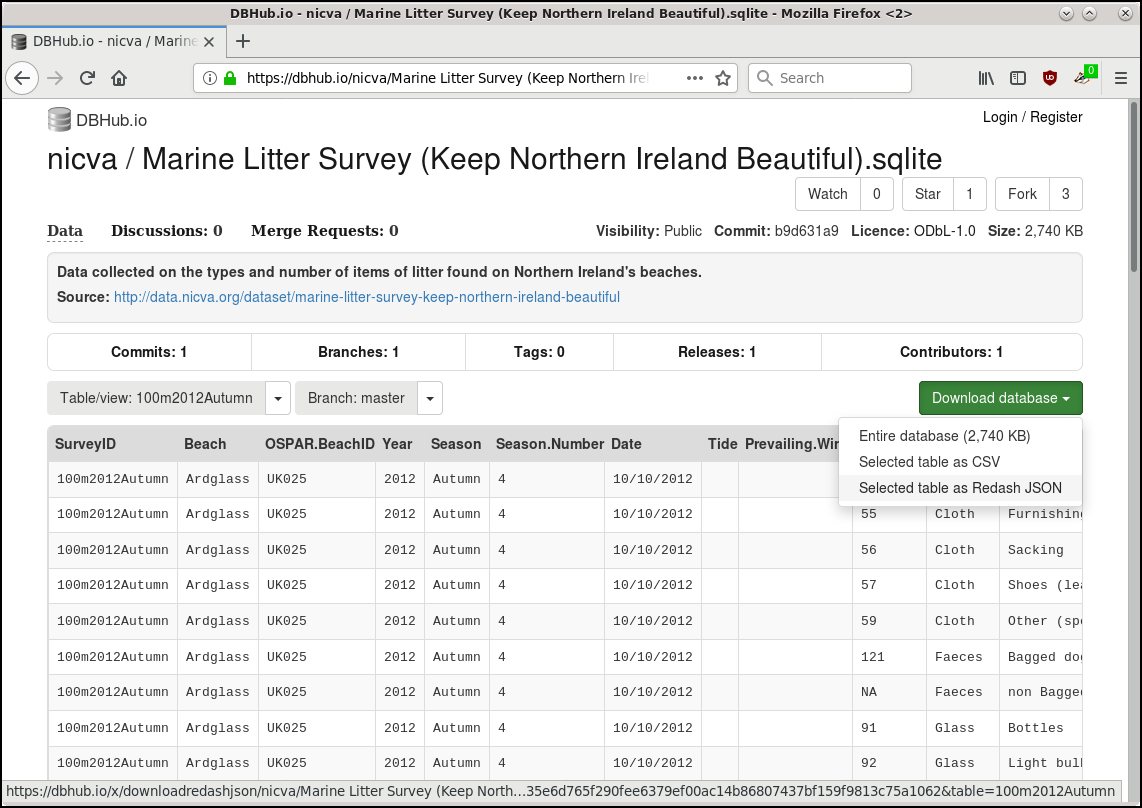 DBHub.io - nicva / Marine Litter Survey (Keep Northern Ireland Beautiful).sqlite - Mozilla Firefox <2>
DBHub.io - nicva / Marine
https://dbhub.io/nicva/Marine Litter Survey (Keep Northern Irel
Search
0
DBHub.io
Login / Register
nicva / Marine Litter Survey (Keep Northern Ireland Beautiful).sqlite
Watch 0 Star 1 Fork 3
Data Discussions: 0 Merge Requests: 0 Visibility: Public Commit: b9d631a9 Licence: ODbL-1.0 Size: 2,740 KB
Data collected on the types and number of items of litter found on Northern Ireland's beaches.
Source: http://data.nicva.org/dataset/marine-litter-survey-keep-northern-ireland-beautiful
Commits: 1 Branches: 1 Tags: 0 Releases: 1 Contributors: 1
Table/view: 100m2012Autumn Branch: master Download database
Entire database (2,740 KB)
Selected table as CSV
Selected table as Redash JSON
SurveyID Beach OSPAR.BeachID Year Season Season.Number Date Tide Prevailing.Win
100m2012Autumn Ardglass UK025 2012 Autumn 4 10/10/2012
100m2012Autumn Ardglass UK025 2012 Autumn 4 10/10/2012 55 Cloth Furnishing
100m2012Autumn Ardglass UK025 2012 Autumn 4 10/10/2012 56 Cloth Sacking
100m2012Autumn Ardglass UK025 2012 Autumn 4 10/10/2012 57 Cloth Shoes (lea
100m2012Autumn Ardglass UK025 2012 Autumn 4 10/10/2012 59 Cloth Other (spe
100m2012Autumn Ardglass UK025 2012 Autumn 4 10/10/2012 121 Faeces Bagged dog
100m2012Autumn Ardglass UK025 2012 Autumn 4 10/10/2012 NA Faeces non Bagged
100m2012Autumn Ardglass UK025 2012 Autumn 4 10/10/2012 91 Glass Bottles
100m2012Autumn Ardglass UK025 2012 Autumn 4 10/10/2012 92 Glass Light bul
https://dbhub.io/x/downloadredashjson/nicva/Marine Litter Survey (Keep North…35e6d765f290fee6379ef00ac14b86807437bf159f9813c75a1062&table=100m2012Autumn